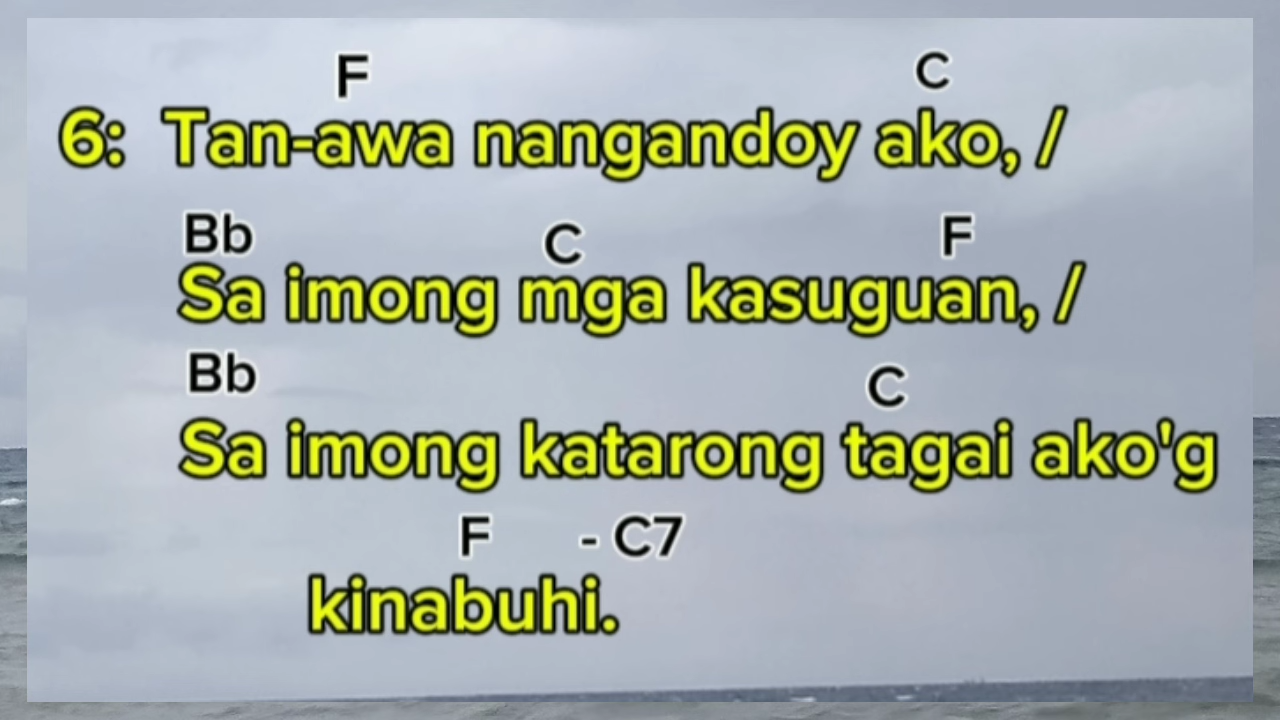 F C
6: Tan-awa nangandoy ako, /
Bb C F
Sa imong mga kasuguan, /
Bb C
Sa imong katarong tagai ako'g
F - C7
kinabuhi.